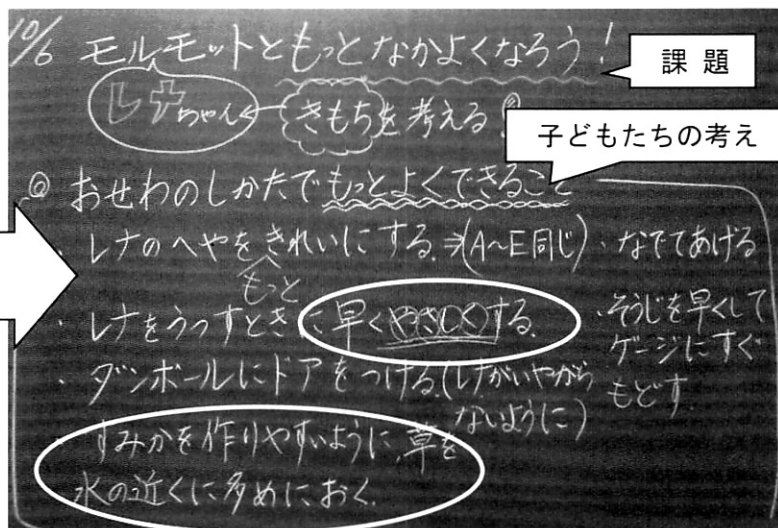 10/6 モルモットともっとなかよくなろう!
課 題
レナちゃん
きもちを考える
子どもたちの考え
◎ おせわのしかたでもっとよくできること
・レナのへやをきれいにする。⇒(A~E同じ)
もっと
・なでてあげる
・レナをうつすときに早くやさしくする。
・そうじを早くして
ゲージにすぐ
もどす
・ダンボールにドアをつける。(レナがいやがら
ないように)
・すみかを作りやすいように、草を
水の近くに多めにおく。